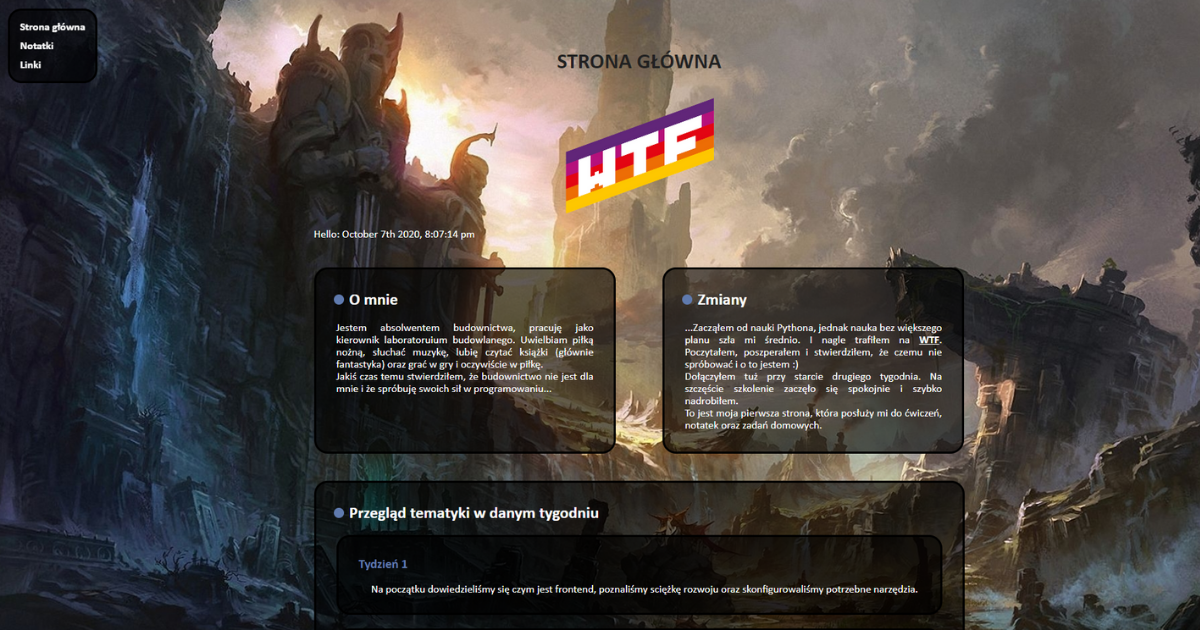 Strona główna
Notatki
Linki
STRONA GŁÓWNA
WTF
Hello: October 7th 2020, 8:07:14 pm
O mnie
Jestem absolwentem budownictwa, pracuję jako
kierownik laboratoruium budowlanego. Uwielbiam piłką
nożną, słuchać muzykę, lubię czytać książki (głównie
fantastyka) oraz grać w gry i oczywiście w piłkę.
Jakiś czas temu stwierdziłem, że budownictwo nie jest dla
mnie i że spróbuję swoich sił w programowaniu...
Zmiany
...Zacząłem od nauki Pythona, jednak nauka bez większego
planu szła mi średnio. I nagle trafiłem na WTF.
Poczytałem, poszperałem i stwierdziłem, że czemu nie
spróbować i o to jestem :)
Dołączyłem tuż przy starcie drugiego tygodnia. Na
szczęście szkolenie zaczęło się spokojnie i szybko
nadrobiłem.
To jest moja pierwsza strona, która posłuży mi do ćwiczeń,
notatek oraz zadań domowych.
Przegląd tematyki w danym tygodniu
Tydzień 1
Na początku dowiedzieliśmy się czym jest frontend, poznaliśmy sciężkę rozwoju oraz skonfigurowaliśmy potrzebne narzędzia.